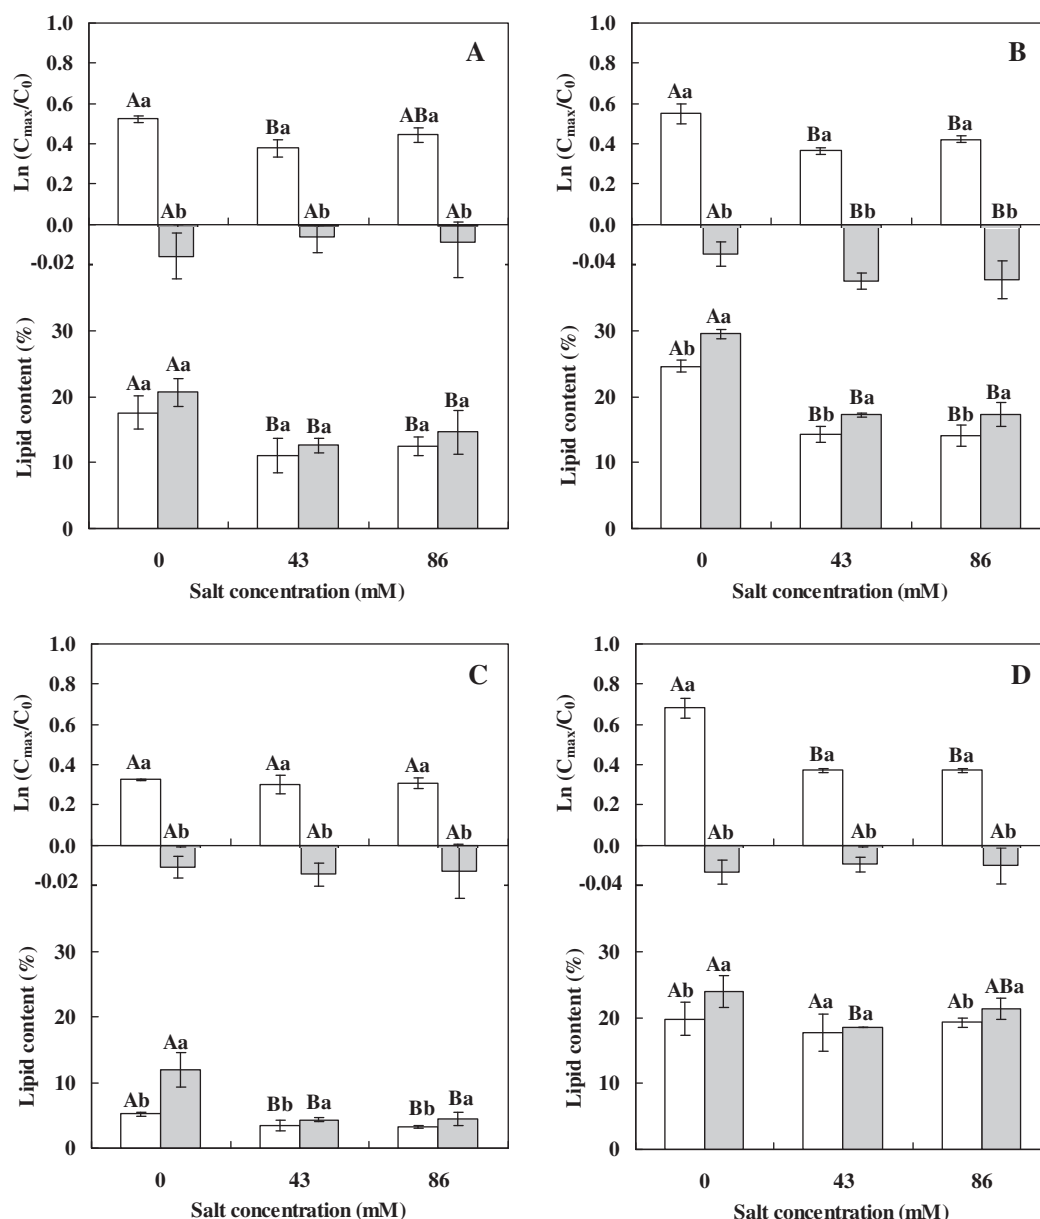 A
Ln (Cmax/C0)
1.0
0.8
0.6
0.4
0.2
0.0
-0.02
Aa
Ba
ABa
Ab
Ab
Ab
Lipid content (%)
30
20
10
0
Aa
Aa
Ba
Ba
Ba
Ba
0
43
86
Salt concentration (mM)
B
Ln (Cmax/C0)
1.0
0.8
0.6
0.4
0.2
0.0
-0.04
Aa
Ba
Ba
Ab
Bb
Bb
Lipid content (%)
30
20
10
0
Ab
Aa
Bb
Ba
Bb
Ba
0
43
86
Salt concentration (mM)
C
Ln (Cmax/C0)
1.0
0.8
0.6
0.4
0.2
0.0
-0.02
Aa
Aa
Aa
Ab
Ab
Ab
Lipid content (%)
30
20
10
0
Ab
Aa
Bb
Ba
Bb
Ba
0
43
86
Salt concentration (mM)
D
Ln (Cmax/C0)
1.0
0.8
0.6
0.4
0.2
0.0
-0.04
Aa
Ba
Ba
Ab
Ab
Ab
Lipid content (%)
30
20
10
0
Ab
Aa
Aa
Ba
Ab
ABa
0
43
86
Salt concentration (mM)